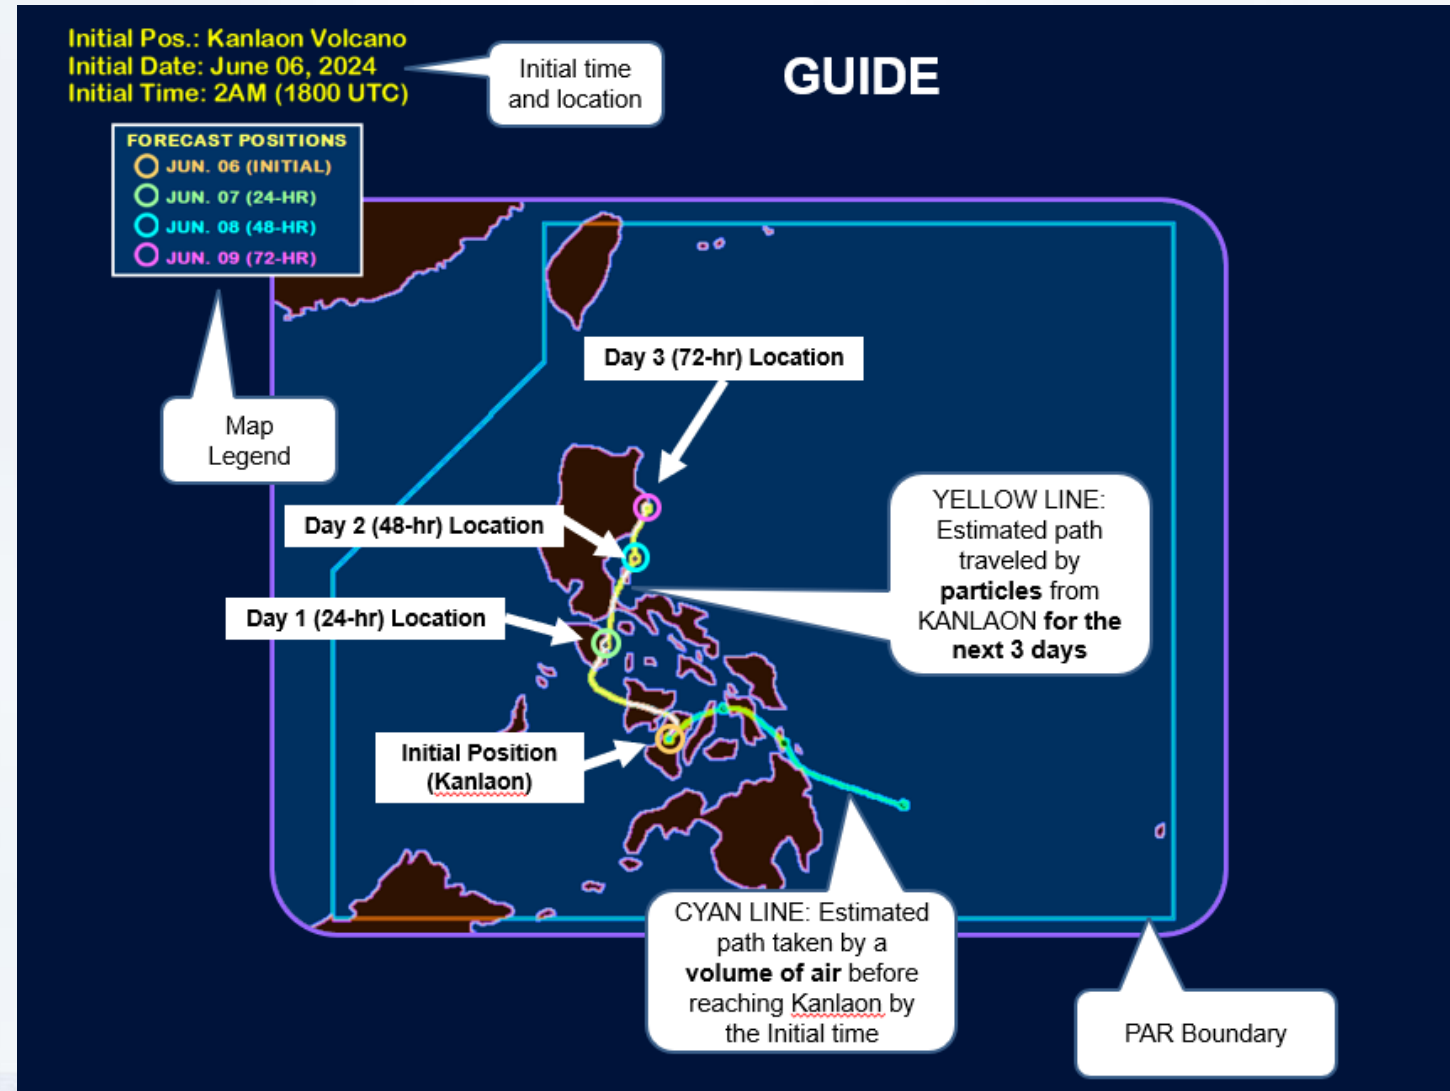 Initial Pos.: Kanlaon Volcano
Initial Date: June 06, 2024
Initial Time: 2AM (1800 UTC)
Initial time
and location
GUIDE
FORECAST POSITIONS
JUN. 06 (INITIAL)
JUN. 07 (24-HR)
JUN. 08 (48-HR)
JUN. 09 (72-HR)
Map
Legend
Day 3 (72-hr) Location
Day 2 (48-hr) Location
Day 1 (24-hr) Location
YELLOW LINE:
Estimated path
traveled by
particles from
KANLAON for the
next 3 days
Initial Position
(Kanlaon)
CYAN LINE: Estimated
path taken by a
volume of air before
reaching Kanlaon by
the Initial time
PAR Boundary